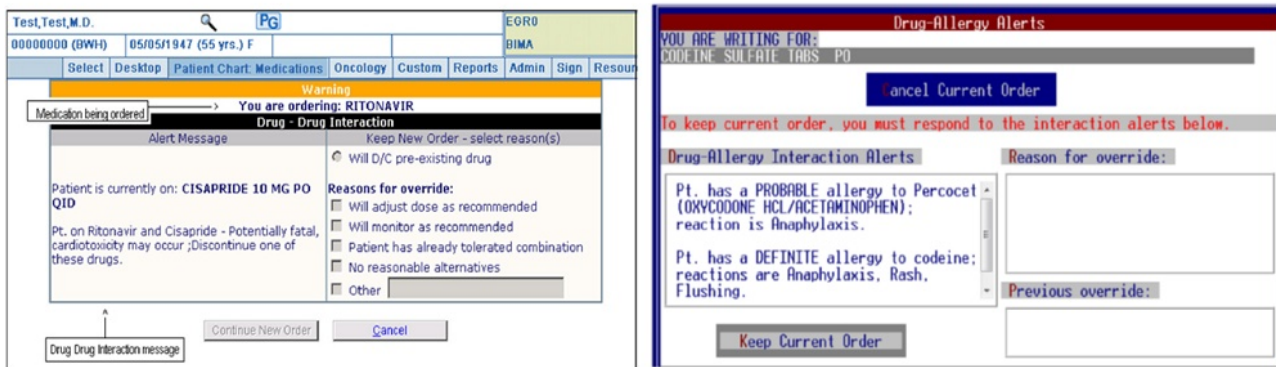 Test,Test,M.D.
PG
EGR0
00000000 (BWH)
05/05/1947 (55 yrs.) F
BIMA
Select Desktop Patient Chart: Medications Oncology Custom Reports Admin Sign Resour
Warning
Medication being ordered
You are ordering: RITONAVIR
Drug - Drug Interaction
Alert Message
Keep New Order - select reason(s)
Will D/C pre-existing drug
Patient is currently on: CISAPRIDE 10 MG PO
QID
Pt. on Ritonavir and Cisapride - Potentially fatal,
cardiotoxicity may occur ;Discontinue one of
these drugs.
Reasons for override:
Will adjust dose as recommended
Will monitor as recommended
Patient has already tolerated combination
No reasonable alternatives
Other
Continue New Order
Cancel
Drug Drug Interaction message
Drug-Allergy Alerts
YOU ARE WRITING FOR:
CODEINE SULFATE TABS PO
Cancel Current Order
To keep current order, you must respond to the interaction alerts below.
Drug-Allergy Interaction Alerts
Pt. has a PROBABLE allergy to Percocet
(OXYCODONE HCL/ACETAMINOPHEN);
reaction is Anaphylaxis.
Pt. has a DEFINITE allergy to codeine;
reactions are Anaphylaxis, Rash,
Flushing.
Keep Current Order
Reason for override:
Previous override: